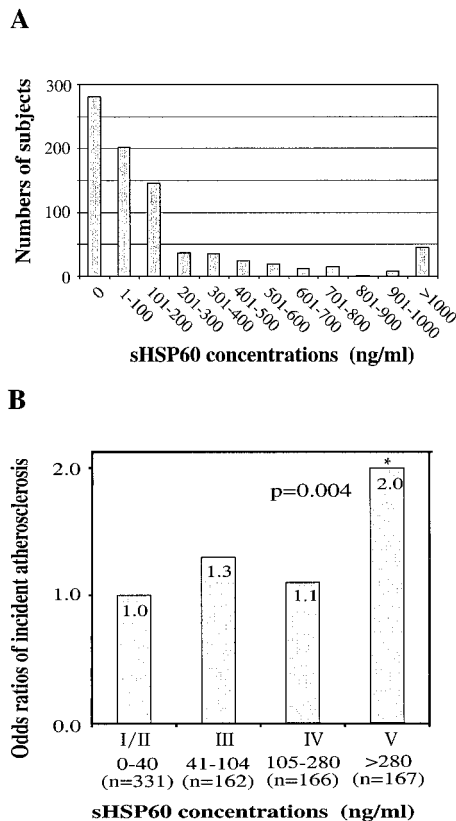 A
Numbers of subjects
300
200
100
0
0 1-100 101-200 201-300 301-400 401-500 501-600 601-700 701-800 801-900 901-1000 >1000
sHSP60 concentrations (ng/ml)
B
Odds ratios of incident atherosclerosis
2.0
1.0
0.0
p=0.004
*
1.0 1.3 1.1 2.0
I/II III IV V
0-40 41-104 105-280 >280
(n=331) (n=162) (n=166) (n=167)
sHSP60 concentrations (ng/ml)